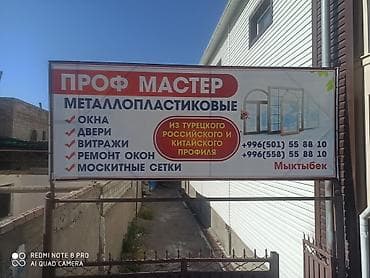 ПРОФ МАСТЕР
МЕТАЛЛОПЛАСТИКОВЫЕ
✓ ОКНА
✓ ДВЕРИ
✓ ВИТРАЖИ
✓ РЕМОНТ ОКОН
✓ МОСКИТНЫЕ СЕТКИ
ИЗ ТУРЕЦКОГО
РОССИЙСКОГО И
КИТАЙСКОГО
ПРОФИЛЯ
+996(501) 55 88 10
+996(558) 55 88 10
Мыктыбек
REDMI NOTE 8 PRO
AI QUAD CAMERA